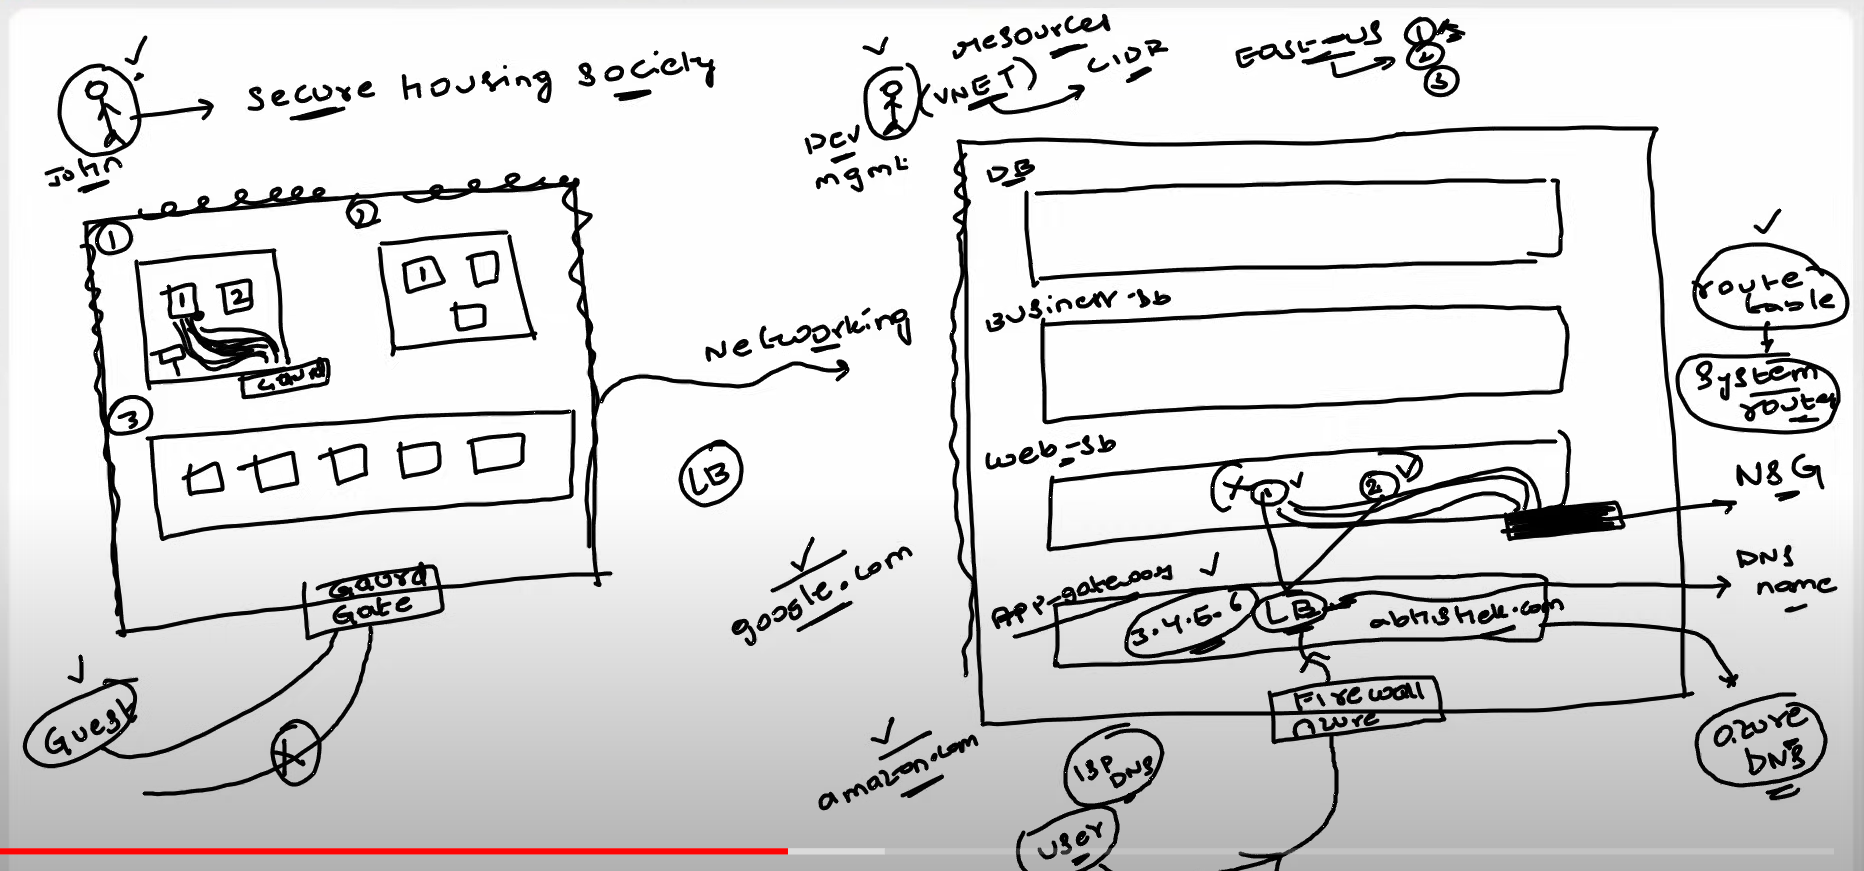 John
Secure housing society
1
2
1
2
Gaurd
1
3
Gaurd
Gate
Guest
Networking
LB
google.com
amazon.com
resources
(VNET)
CIDR
Dev
mgmt
East-US
1
2
3
DB
Business-sb
web-sb
1
2
App-gateway
3.4.5.6
LB
abhishek.com
Firewall
azure
ISP
DNS
user
route
table
system
routes
NSG
DNS
name
azure
DNS